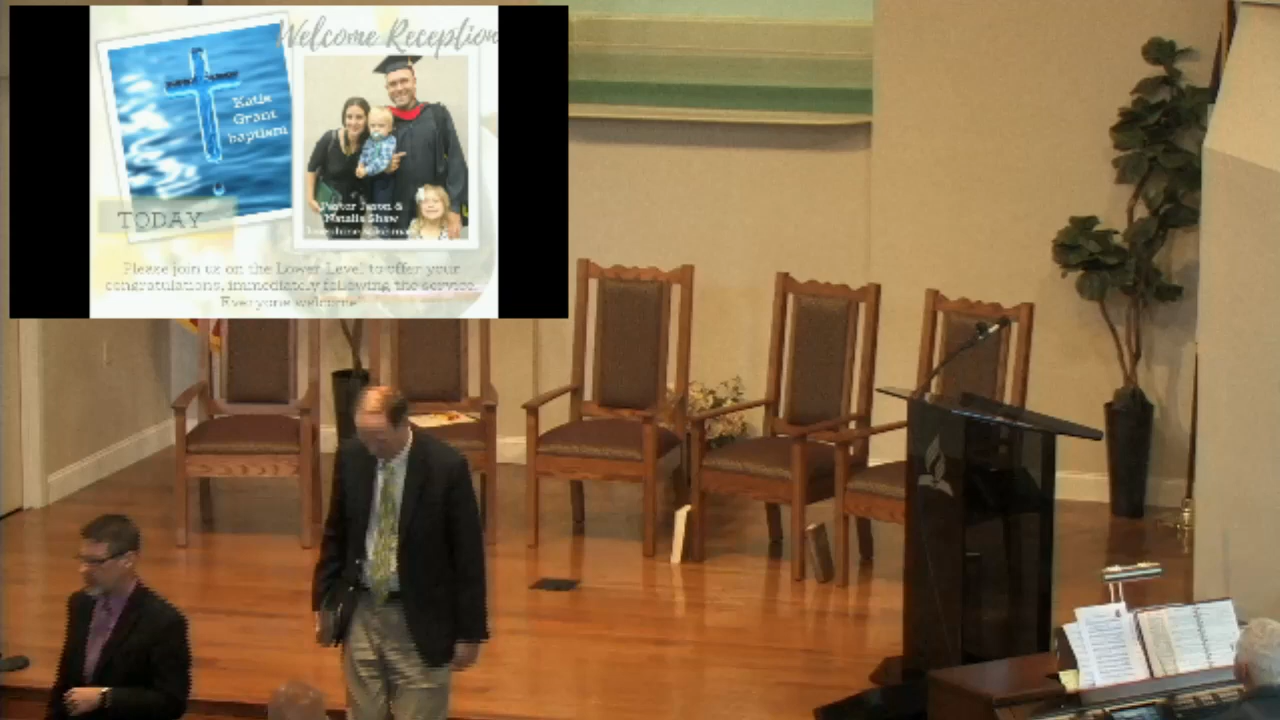 Welcome Reception
Katie
Grant
baptism
TODAY
Pastor Jason &
Natalie Shaw
Please join us on the Lower Level to offer your
congratulations, immediately following the service.
Everyone welcome!